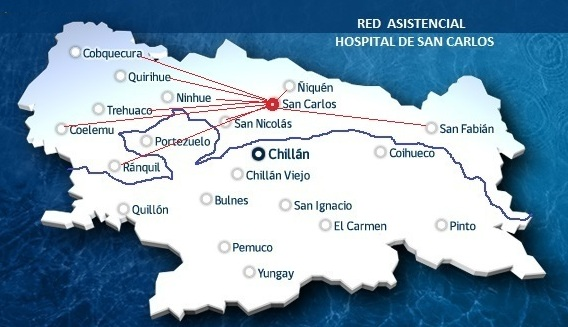 RED ASISTENCIAL
HOSPITAL DE SAN CARLOS
Cobquecura
Quirihue
Ñiquén
Ninhue
San Carlos
Trehuaco
San Nicolás
Coelemu
San Fabián
Portezuelo
Chillán
Coihueco
Ránquil
Chillán Viejo
Bulnes
San Ignacio
Quillón
El Carmen
Pinto
Pemuco
Yungay